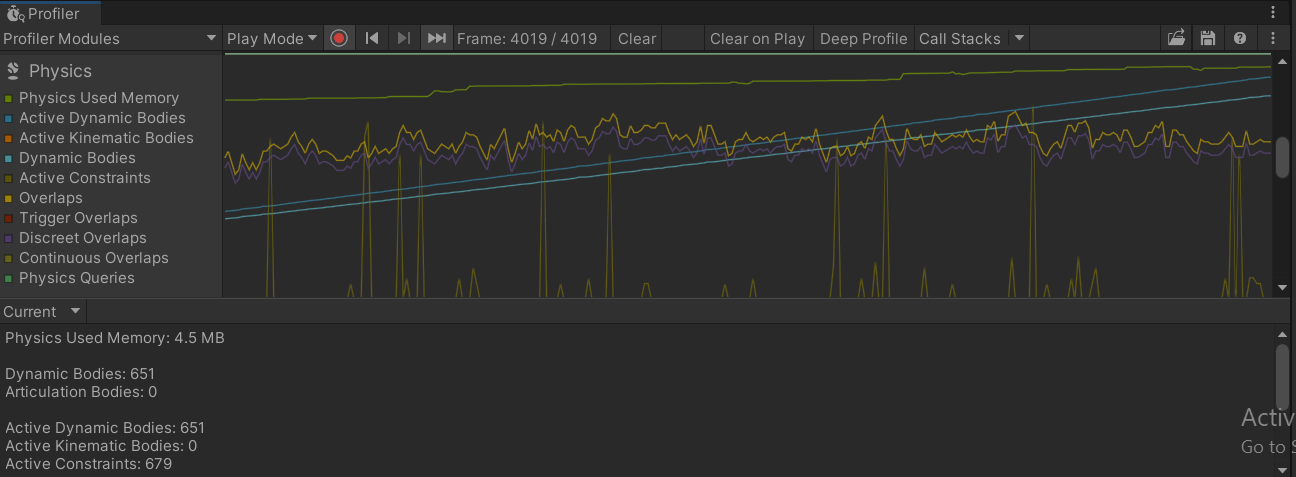 Profiler
Profiler Modules Play Mode Frame: 4019 / 4019 Clear Clear on Play Deep Profile Call Stacks
Physics
Physics Used Memory
Active Dynamic Bodies
Active Kinematic Bodies
Dynamic Bodies
Active Constraints
Overlaps
Trigger Overlaps
Discreet Overlaps
Continuous Overlaps
Physics Queries
Current
Physics Used Memory: 4.5 MB
Dynamic Bodies: 651
Articulation Bodies: 0
Active Dynamic Bodies: 651
Active Kinematic Bodies: 0
Active Constraints: 679
Activ
Go to S